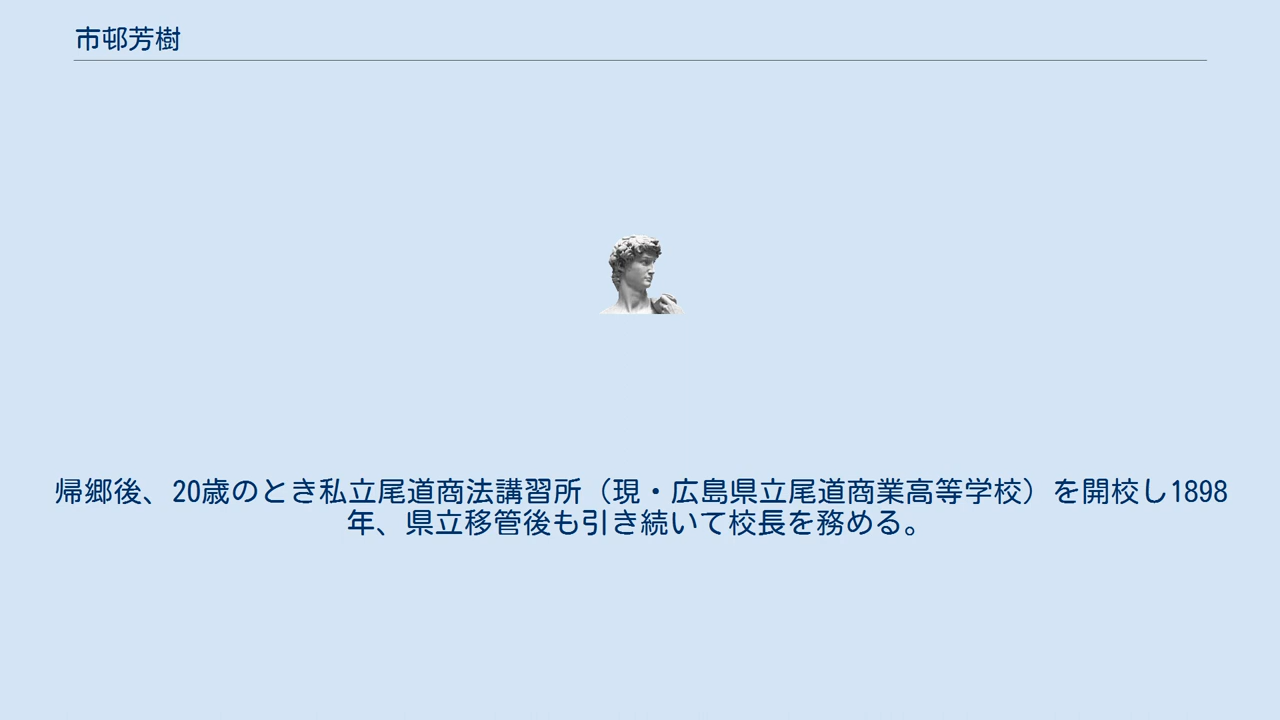 市邨芳樹
帰郷後、20歳のとき私立尾道商法講習所（現・広島県立尾道商業高等学校）を開校し1898
年、県立移管後も引き続いて校長を務める。